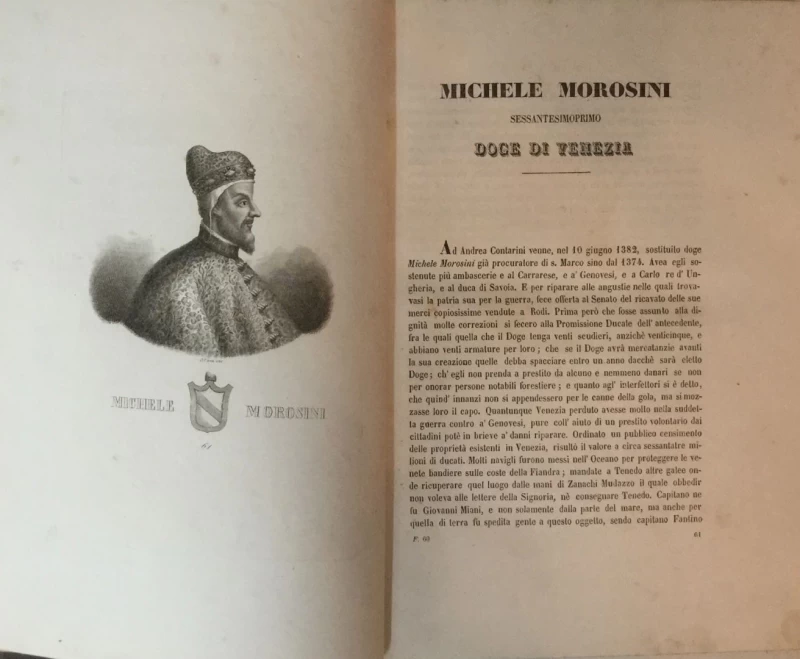 MICHELE MOROSINI
61
MICHELE MOROSINI
SESSANTESIMOPRIMO
DOGE DI VENEZIA
Ad Andrea Contarini venne, nel 10 giugno 1382, sostituito doge
Michele Morosini già procuratore di s. Marco sino dal 1374. Avea egli so-
stenute più ambascerie e al Carrarese, e a' Genovesi, e a Carlo re d' Un-
gheria, e al duca di Savoia. E per riparare alle angustie nelle quali trova-
vasi la patria sua per la guerra, fece offerta al Senato del ricavato delle sue
merci copiosissime vendute a Rodi. Prima però che fosse assunto alla di-
gnità molte correzioni si fecero alla Promissione Ducale dell' antecedente,
fra le quali quella che il Doge tenga venti scudieri, anzichè venticinque, e
abbiano venti armature per loro; che se il Doge avrà mercatanzie avanti
la sua creazione quelle debba spacciare entro un anno dacchè sarà eletto
Doge; ch' egli non prenda a prestito da alcuno e nemmeno danari se non
per onorar persone notabili forestiere; e quanto agl' interfettori si è detto,
che quind' innanzi non si appendessero per le canne della gola, ma si moz-
zasse loro il capo. Quantunque Venezia perduto avesse molto nella suddet-
ta guerra contro a' Genovesi, pure coll' aiuto di un prestito volontario dai
cittadini potè in brieve a' danni riparare. Ordinato un pubblico censimento
delle proprietà esistenti in Venezia, risultò il valore a circa sessantatre mi-
lioni di ducati. Molti navigli furono messi nell' Oceano per proteggere le ve-
nete bandiere sulle coste della Fiandra; mandate a Tenedo altre galee on-
de ricuperare quel luogo dalle mani di Zanachi Mudazzo il quale obbedir
non voleva alle lettere della Signoria, nè consegnare Tenedo. Capitano ne
fu Giovanni Miani, e non solamente dalla parte del mare, ma anche per
quella di terra fu spedita gente a questo oggetto, sendo capitano Fantino
F. 60
61